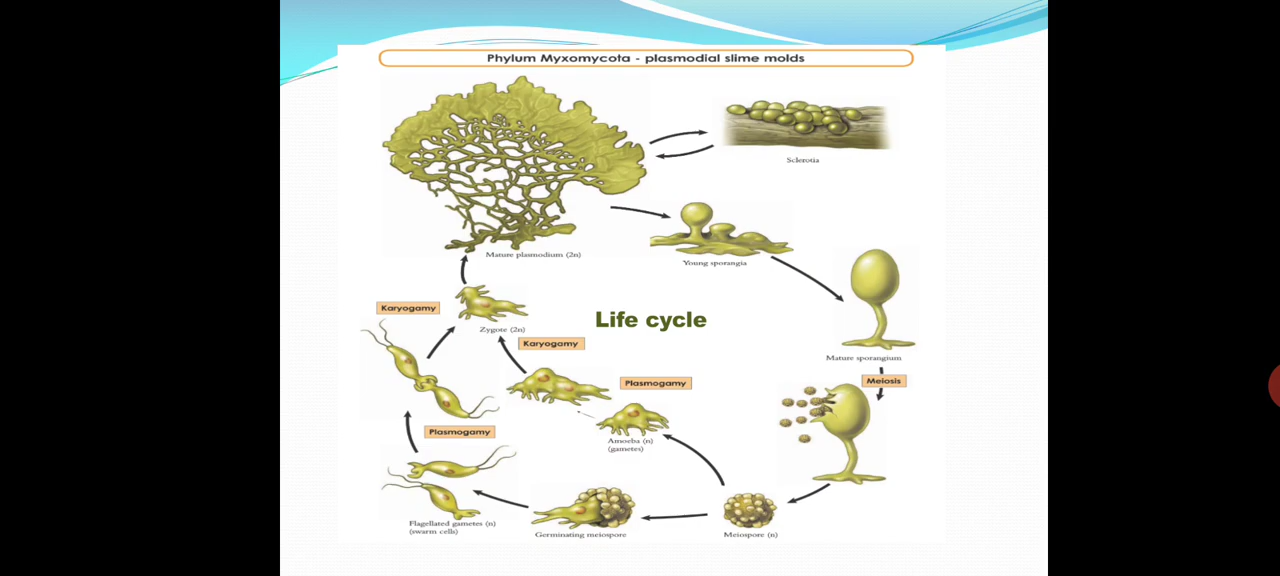 Phylum Myxomycota - plasmodial slime molds
Sclerotia
Mature plasmodium (2n)
Young sporangia
Karyogamy
Life cycle
Zygote (2n)
Karyogamy
Mature sporangium
Plasmogamy
Meiosis
Plasmogamy
Amoeba (n)
(gametes)
Flagellated gametes (n)
(swarm cells)
Germinating meiospore
Meiospore (n)